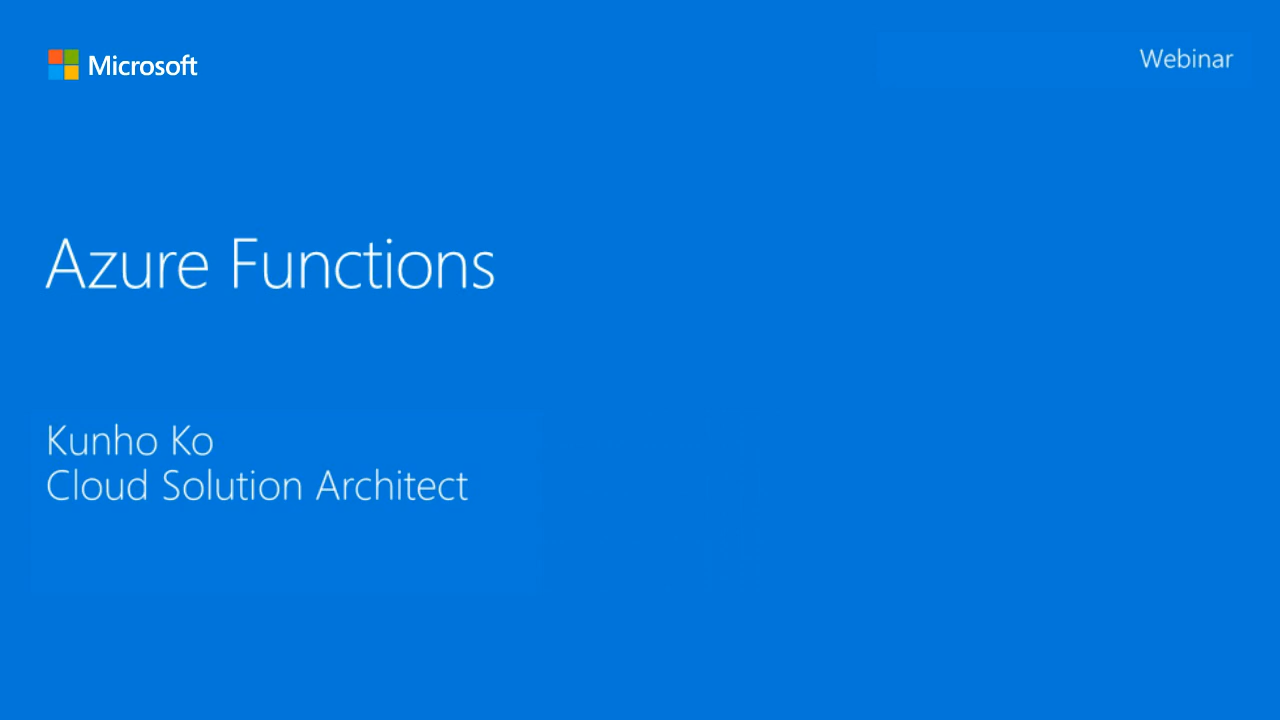 Microsoft
Webinar
Azure Functions
Kunho Ko
Cloud Solution Architect